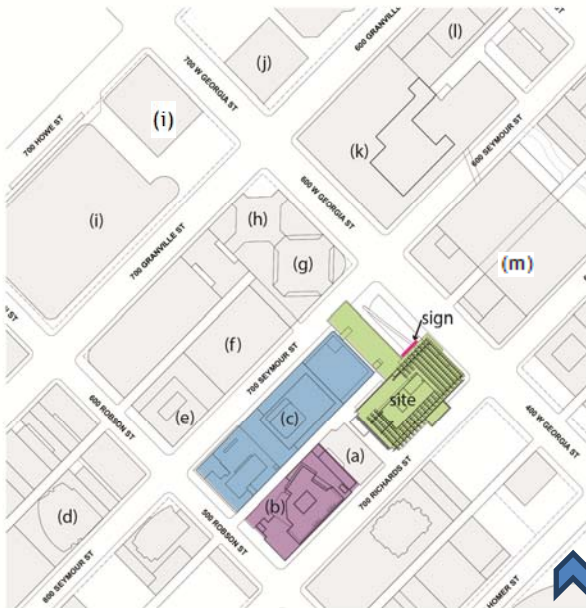 600 GRANVILLE
(l)
700 W GEORGIA ST
(j)
700 HOWE ST
(i)
(k)
600 SEYMOUR ST
600 W GEORGIA ST
(h)
(i)
(g)
(m)
700 GRANVILLE ST
sign
(f)
700 SEYMOUR ST
site
(e)
(c)
400 W GEORGIA ST
600 ROBSON ST
(a)
700 RICHARDS ST
(b)
(d)
500 ROBSON ST
800 SEYMOUR ST
HOMER ST